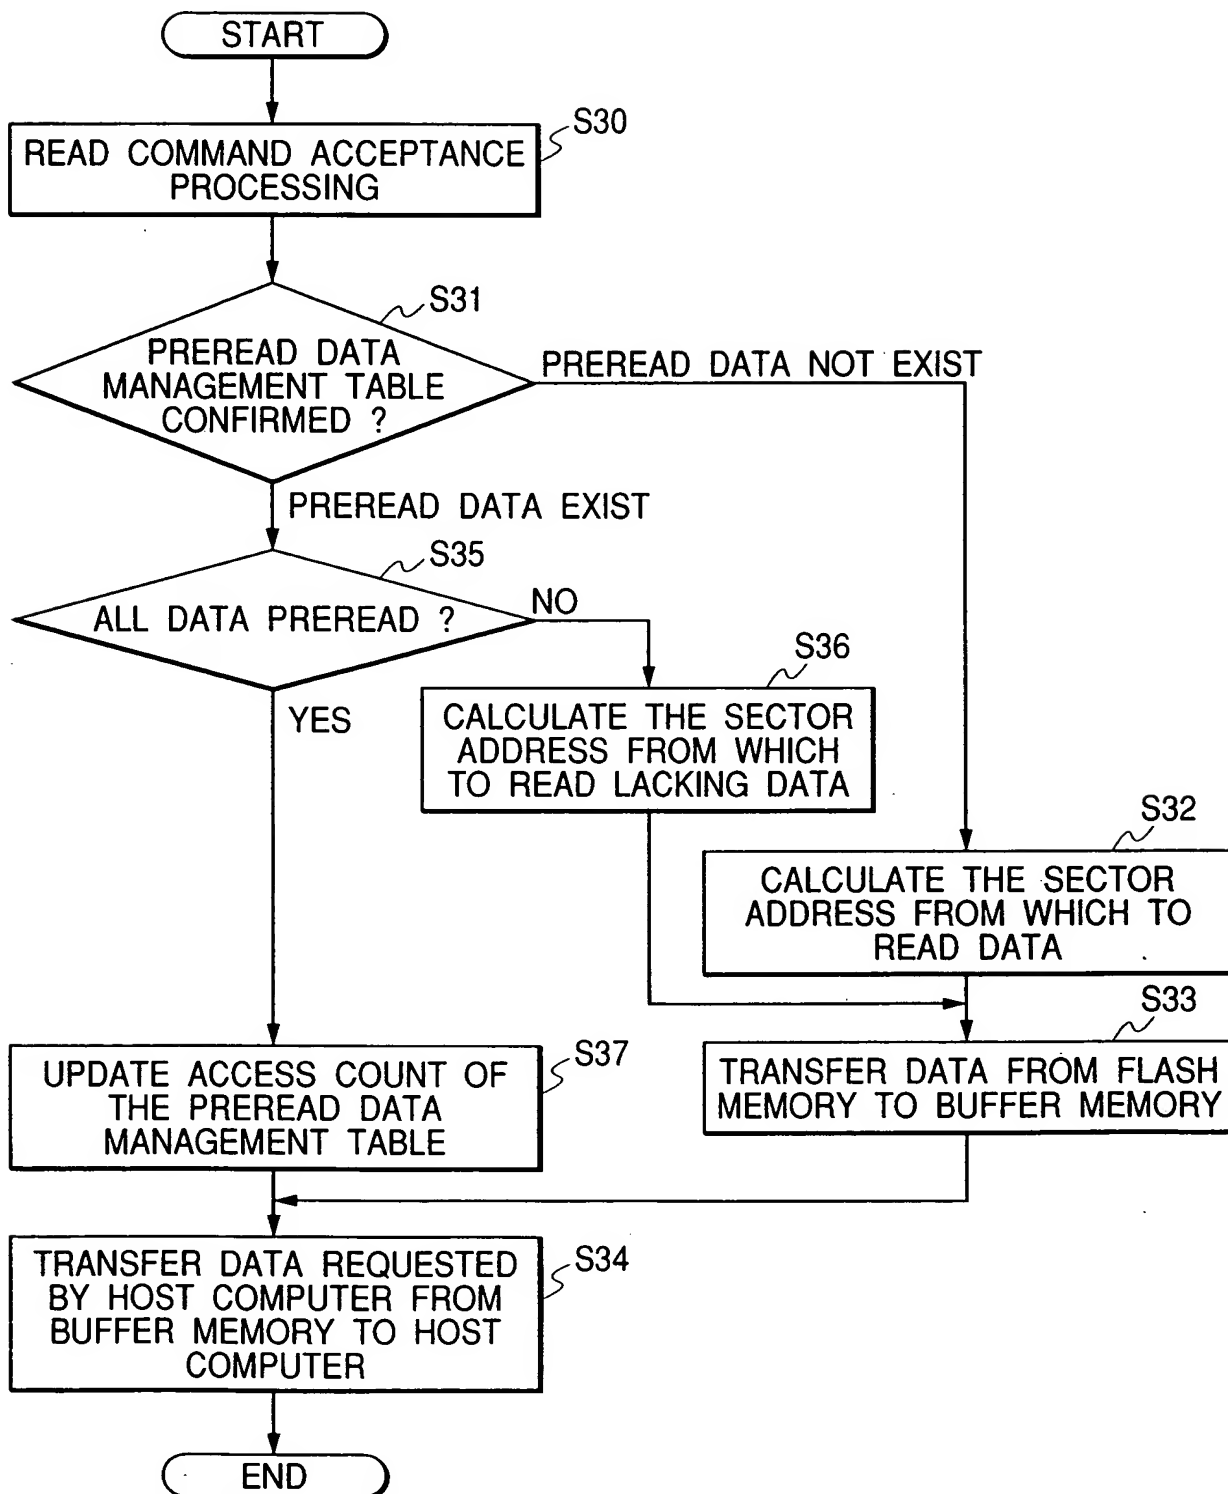 START
S30
READ COMMAND ACCEPTANCE
PROCESSING
S31
PREREAD DATA
MANAGEMENT TABLE
CONFIRMED ?
PREREAD DATA NOT EXIST
PREREAD DATA EXIST
S35
ALL DATA PREREAD ?
NO
YES
S36
CALCULATE THE SECTOR
ADDRESS FROM WHICH
TO READ LACKING DATA
S32
CALCULATE THE SECTOR
ADDRESS FROM WHICH TO
READ DATA
S33
TRANSFER DATA FROM FLASH
MEMORY TO BUFFER MEMORY
S37
UPDATE ACCESS COUNT OF
THE PREREAD DATA
MANAGEMENT TABLE
S34
TRANSFER DATA REQUESTED
BY HOST COMPUTER FROM
BUFFER MEMORY TO HOST
COMPUTER
END